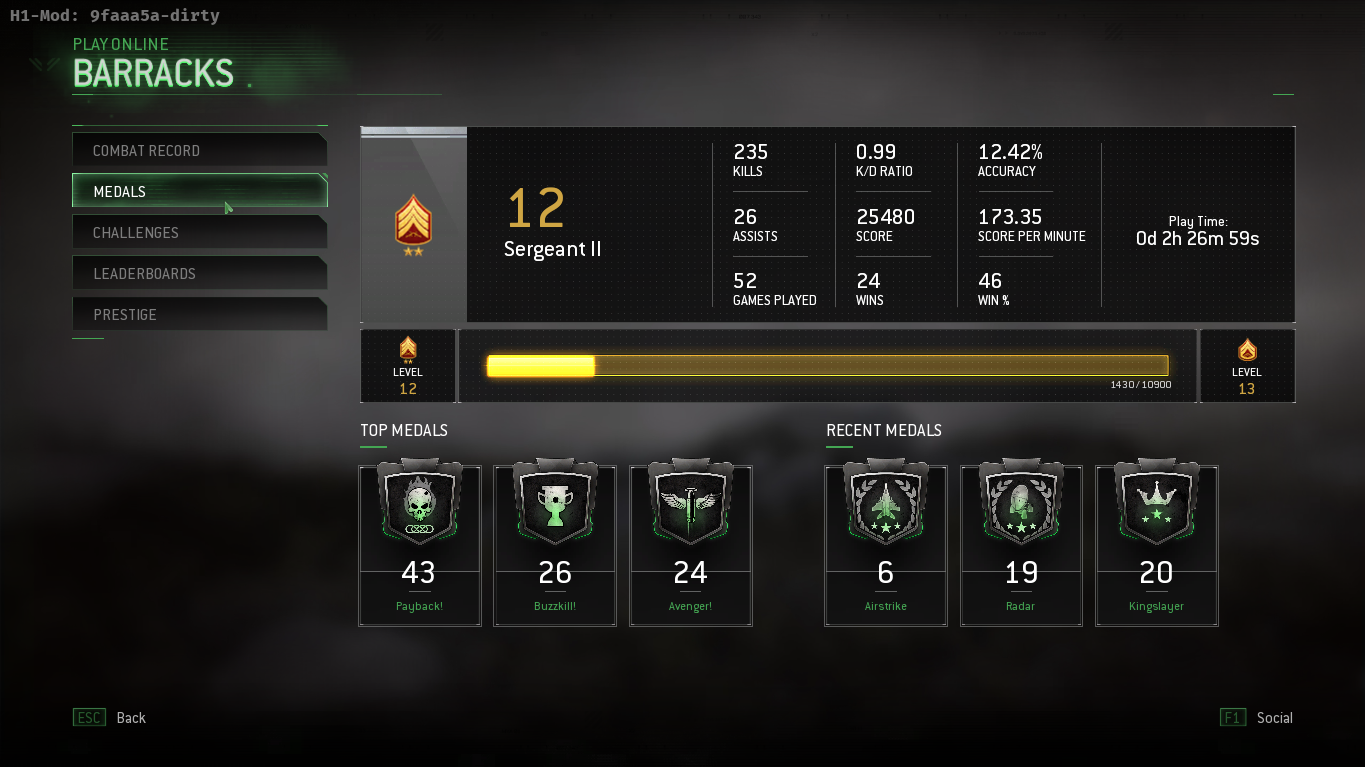 H1-Mod: 9faaa5a-dirty
PLAY ONLINE
BARRACKS
COMBAT RECORD
MEDALS
CHALLENGES
LEADERBOARDS
PRESTIGE
12
Sergeant II
235
KILLS
0.99
K/D RATIO
12.42%
ACCURACY
26
ASSISTS
25480
SCORE
173.35
SCORE PER MINUTE
52
GAMES PLAYED
24
WINS
46
WIN %
Play Time:
0d 2h 26m 59s
LEVEL
12
1430/10900
LEVEL
13
TOP MEDALS
43
Payback!
26
Buzzkill!
24
Avenger!
RECENT MEDALS
6
Airstrike
19
Radar
20
Kingslayer
ESC Back
F1 Social